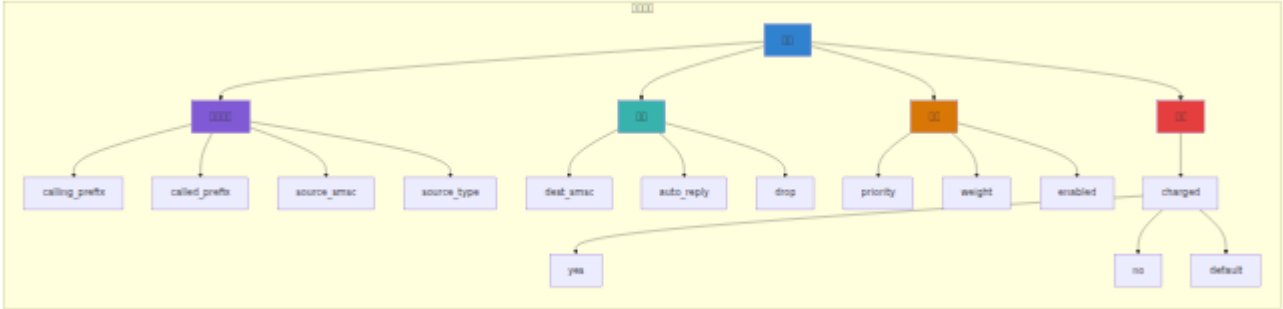 calling_prefix
called_prefix
source_smsc
source_type
dest_smsc
auto_reply
drop
priority
weight
enabled
charged
yes
no
default